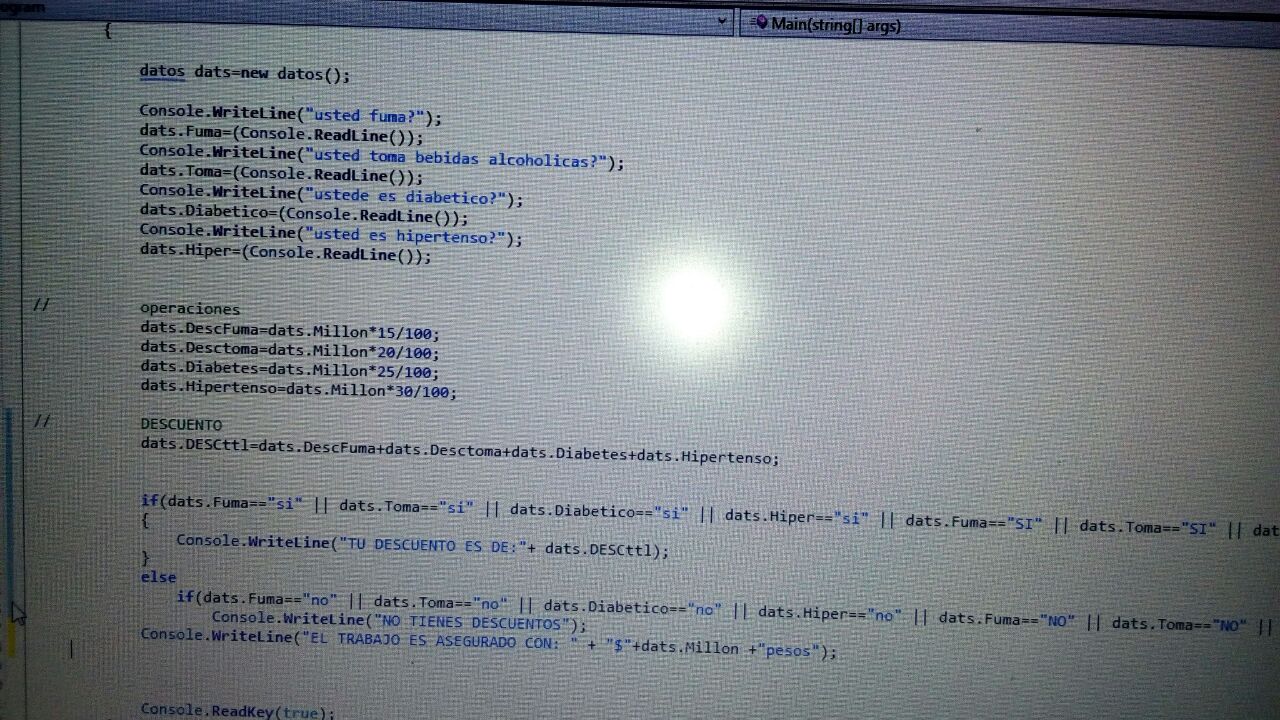 ogram
Main(string[] args)
{
datos dats=new datos();
Console.WriteLine("usted fuma?");
dats.Fuma=(Console.ReadLine());
Console.WriteLine("usted toma bebidas alcoholicas?");
dats.Toma=(Console.ReadLine());
Console.WriteLine("ustede es diabetico?");
dats.Diabetico=(Console.ReadLine());
Console.WriteLine("usted es hipertenso?");
dats.Hiper=(Console.ReadLine());
// operaciones
dats.DescFuma=dats.Millon*15/100;
dats.Desctoma=dats.Millon*20/100;
dats.Diabetes=dats.Millon*25/100;
dats.Hipertenso=dats.Millon*30/100;
// DESCUENTO
dats.DESCttl=dats.DescFuma+dats.Desctoma+dats.Diabetes+dats.Hipertenso;
if(dats.Fuma=="si" || dats.Toma=="si" || dats.Diabetico=="si" || dats.Hiper=="si" || dats.Fuma=="SI" || dats.Toma=="SI" || dat
{
Console.WriteLine("TU DESCUENTO ES DE:"+ dats.DESCttl);
}
else
if(dats.Fuma=="no" || dats.Toma=="no" || dats.Diabetico=="no" || dats.Hiper=="no" || dats.Fuma=="NO" || dats.Toma=="NO" ||
Console.WriteLine("NO TIENES DESCUENTOS");
Console.WriteLine("EL TRABAJO ES ASEGURADO CON: " + "$"+dats.Millon +"pesos");
Console.ReadKey(true);